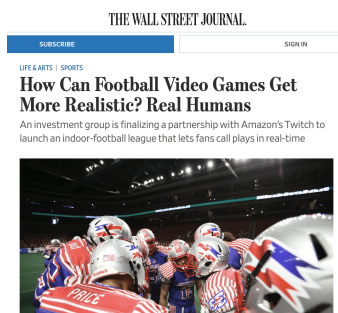 THE WALL STREET JOURNAL.
SUBSCRIBE
SIGN IN
LIFE & ARTS | SPORTS
How Can Football Video Games Get
More Realistic? Real Humans
An investment group is finalizing a partnership with Amazon's Twitch to
launch an indoor-football league that lets fans call plays in real-time
PRICE